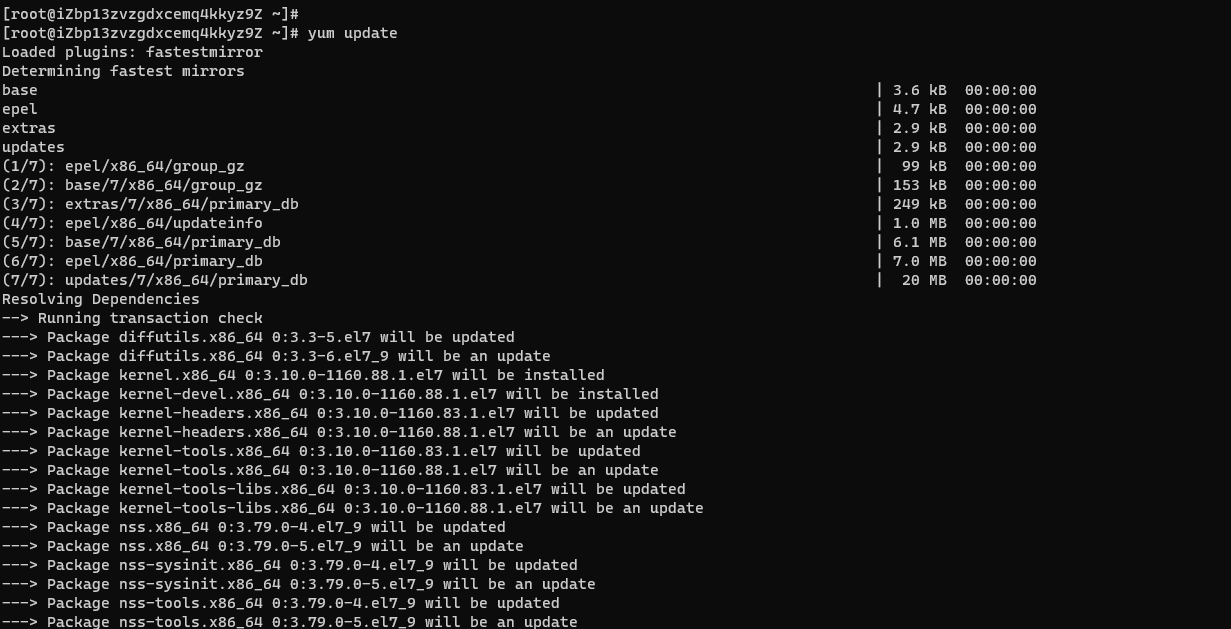 [root@iZbp13zvzgdxcemq4kkyz9Z ~]#
[root@iZbp13zvzgdxcemq4kkyz9Z ~]# yum update
Loaded plugins: fastestmirror
Determining fastest mirrors
base | 3.6 kB 00:00:00
epel | 4.7 kB 00:00:00
extras | 2.9 kB 00:00:00
updates | 2.9 kB 00:00:00
(1/7): epel/x86_64/group_gz | 99 kB 00:00:00
(2/7): base/7/x86_64/group_gz | 153 kB 00:00:00
(3/7): extras/7/x86_64/primary_db | 249 kB 00:00:00
(4/7): epel/x86_64/updateinfo | 1.0 MB 00:00:00
(5/7): base/7/x86_64/primary_db | 6.1 MB 00:00:00
(6/7): epel/x86_64/primary_db | 7.0 MB 00:00:00
(7/7): updates/7/x86_64/primary_db | 20 MB 00:00:00
Resolving Dependencies
--> Running transaction check
---> Package diffutils.x86_64 0:3.3-5.el7 will be updated
---> Package diffutils.x86_64 0:3.3-6.el7_9 will be an update
---> Package kernel.x86_64 0:3.10.0-1160.88.1.el7 will be installed
---> Package kernel-devel.x86_64 0:3.10.0-1160.88.1.el7 will be installed
---> Package kernel-headers.x86_64 0:3.10.0-1160.83.1.el7 will be updated
---> Package kernel-headers.x86_64 0:3.10.0-1160.88.1.el7 will be an update
---> Package kernel-tools.x86_64 0:3.10.0-1160.83.1.el7 will be updated
---> Package kernel-tools.x86_64 0:3.10.0-1160.88.1.el7 will be an update
---> Package kernel-tools-libs.x86_64 0:3.10.0-1160.83.1.el7 will be updated
---> Package kernel-tools-libs.x86_64 0:3.10.0-1160.88.1.el7 will be an update
---> Package nss.x86_64 0:3.79.0-4.el7_9 will be updated
---> Package nss.x86_64 0:3.79.0-5.el7_9 will be an update
---> Package nss-sysinit.x86_64 0:3.79.0-4.el7_9 will be updated
---> Package nss-sysinit.x86_64 0:3.79.0-5.el7_9 will be an update
---> Package nss-tools.x86_64 0:3.79.0-4.el7_9 will be updated
---> Package nss-tools.x86_64 0:3.79.0-5.el7_9 will be an update